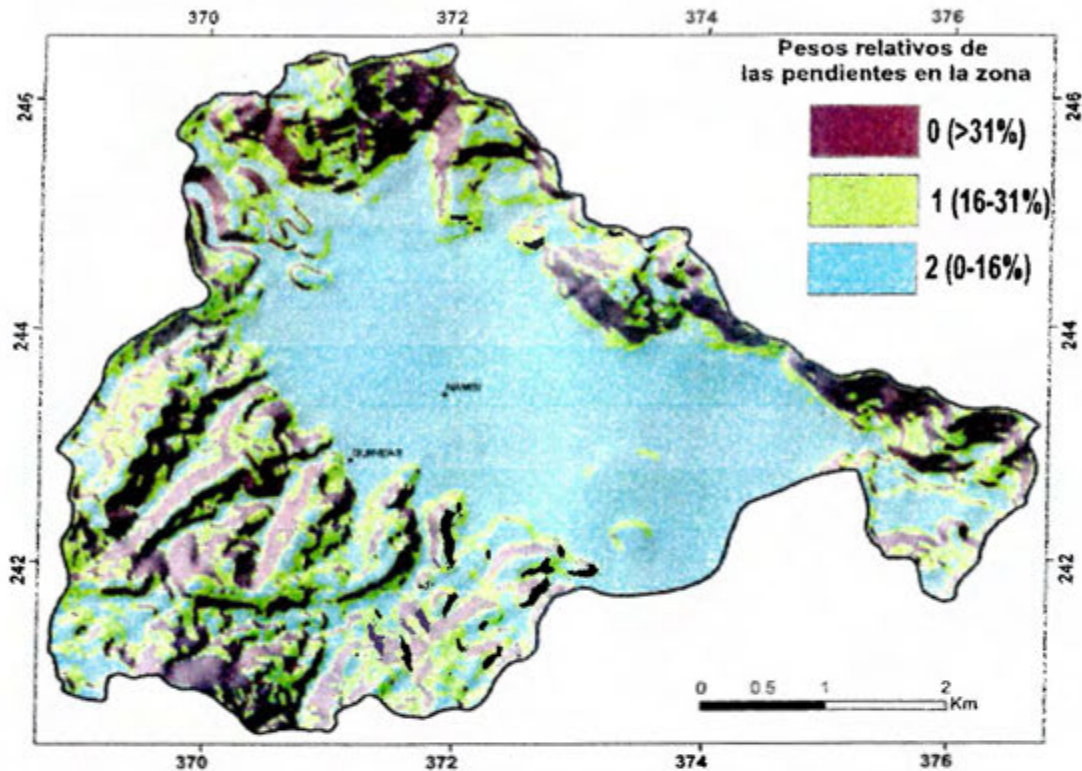 370 372 374 376
Pesos relativos de
las pendientes en la zona
0 (>31%)
1 (16-31%)
2 (0-16%)
246 246
244 244
242 242
NAMBI
0 0.5 1 2
Km
370 372 374 376